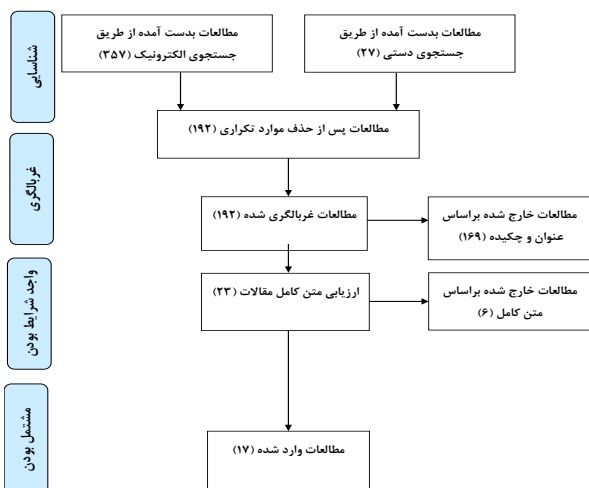 شناسایی
مطالعات بدست آمده از طریق
جستجوی دستی (۲۷)
مطالعات بدست آمده از طریق
جستجوی الکترونیک (۳۵۷)
مطالعات پس از حذف موارد تکراری (۱۹۲)
غربالگری
مطالعات غربالگری شده (۱۹۲)
مطالعات خارج شده براساس
عنوان و چکیده (۱۶۹)
واجد شرایط بودن
ارزیابی متن کامل مقالات (۲۳)
مطالعات خارج شده براساس
متن کامل (۶)
مشتمل بودن
مطالعات وارد شده (۱۷)